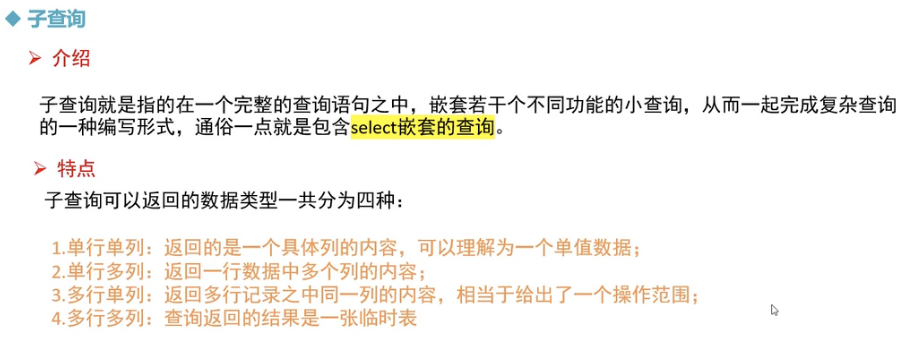 ◆ 子查询
➢ 介绍
子查询就是指的在一个完整的查询语句之中，嵌套若干个不同功能的小查询，从而一起完成复杂查询
的一种编写形式，通俗一点就是包含select嵌套的查询。
➢ 特点
子查询可以返回的数据类型一共分为四种：
1.单行单列：返回的是一个具体列的内容，可以理解为一个单值数据；
2.单行多列：返回一行数据中多个列的内容；
3.多行单列：返回多行记录之中同一列的内容，相当于给出了一个操作范围；
4.多行多列：查询返回的结果是一张临时表